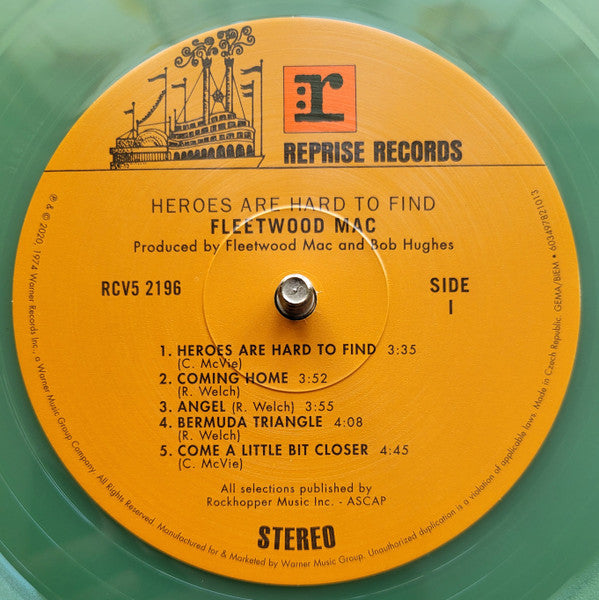 :r
REPRISE RECORDS
HEROES ARE HARD TO FIND
FLEETWOOD MAC
Produced by Fleetwood Mac and Bob Hughes
RCV5 2196
SIDE
1
1. HEROES ARE HARD TO FIND 3:35
(C. McVie)
2. COMING HOME 3:52
(R. Welch)
3. ANGEL (R. Welch) 3:55
4. BERMUDA TRIANGLE 4:08
(R. Welch)
5. COME A LITTLE BIT CLOSER 4:45
(C. McVie)
All selections published by
Rockhopper Music Inc. - ASCAP
STEREO
℗ & © 2020, 1974 Warner Records Inc., a Warner Music Group Company. All Rights Reserved. Manufactured for & Marketed by Warner Music Group. Unauthorized duplication is a violation of applicable laws. Made in Czech Republic. GEMA/BIEM • 603497821013